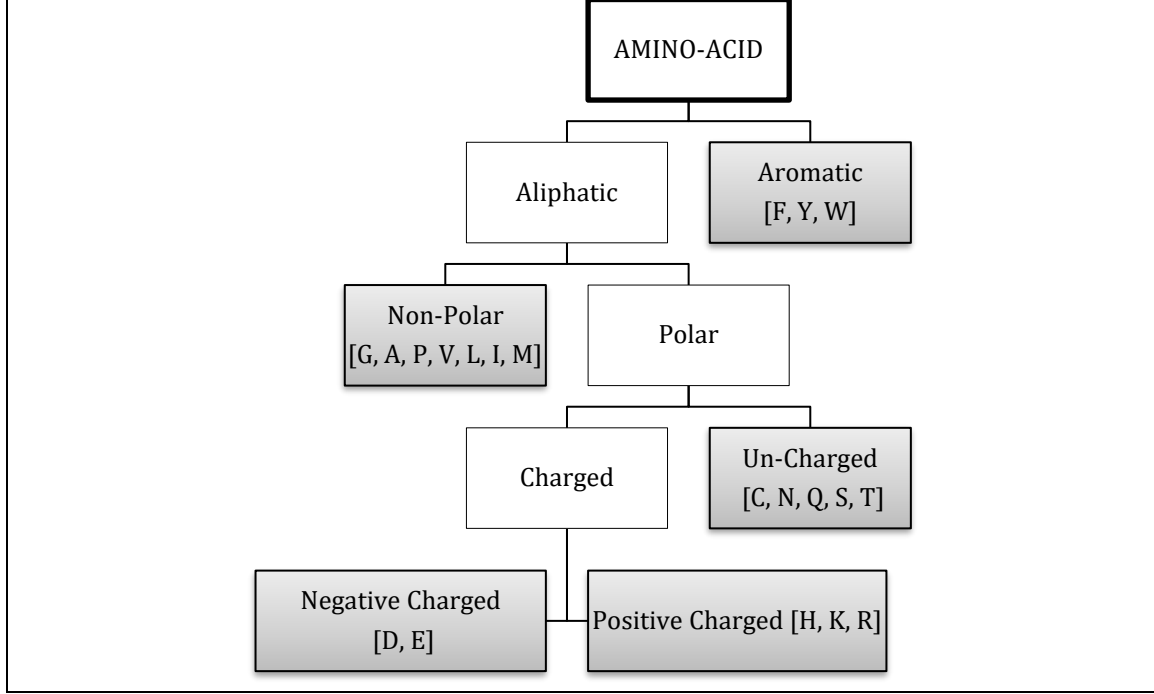 AMINO-ACID
Aliphatic
Aromatic
[F, Y, W]
Non-Polar
[G, A, P, V, L, I, M]
Polar
Charged
Un-Charged
[C, N, Q, S, T]
Negative Charged
[D, E]
Positive Charged [H, K, R]